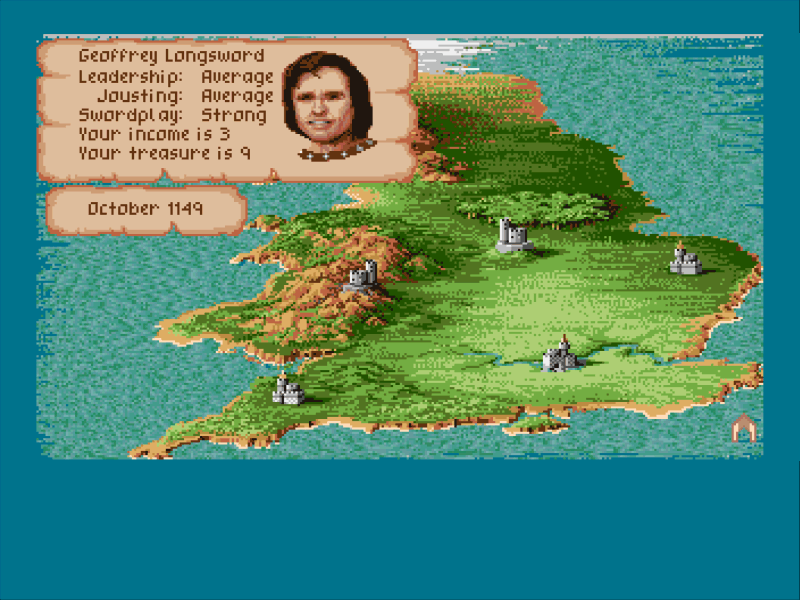 Geoffrey Longsword
Leadership: Average
Jousting: Average
Swordplay: Strong
Your income is 3
Your treasure is 9
October 1149